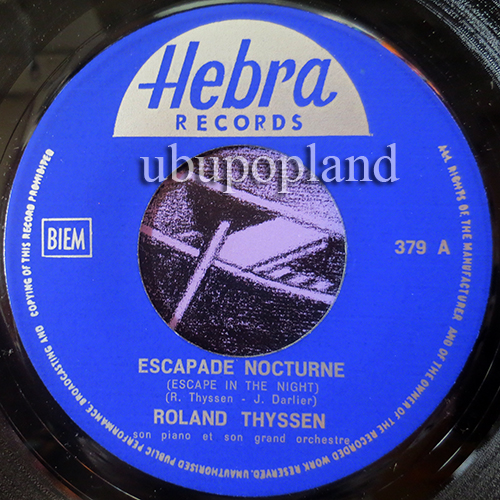 Hebra
RECORDS
ubupopland
BIEM
379 A
ESCAPADE NOCTURNE
(ESCAPE IN THE NIGHT)
(R. Thyssen - J. Darlier)
ROLAND THYSSEN
son piano et son grand orchestre
ALL RIGHTS OF THE MANUFACTURER AND OF THE OWNER OF THE RECORDED WORK RESERVED. UNAUTHORISED PUBLIC PERFORMANCE, BROADCASTING AND COPYING OF THIS RECORD PROHIBITED